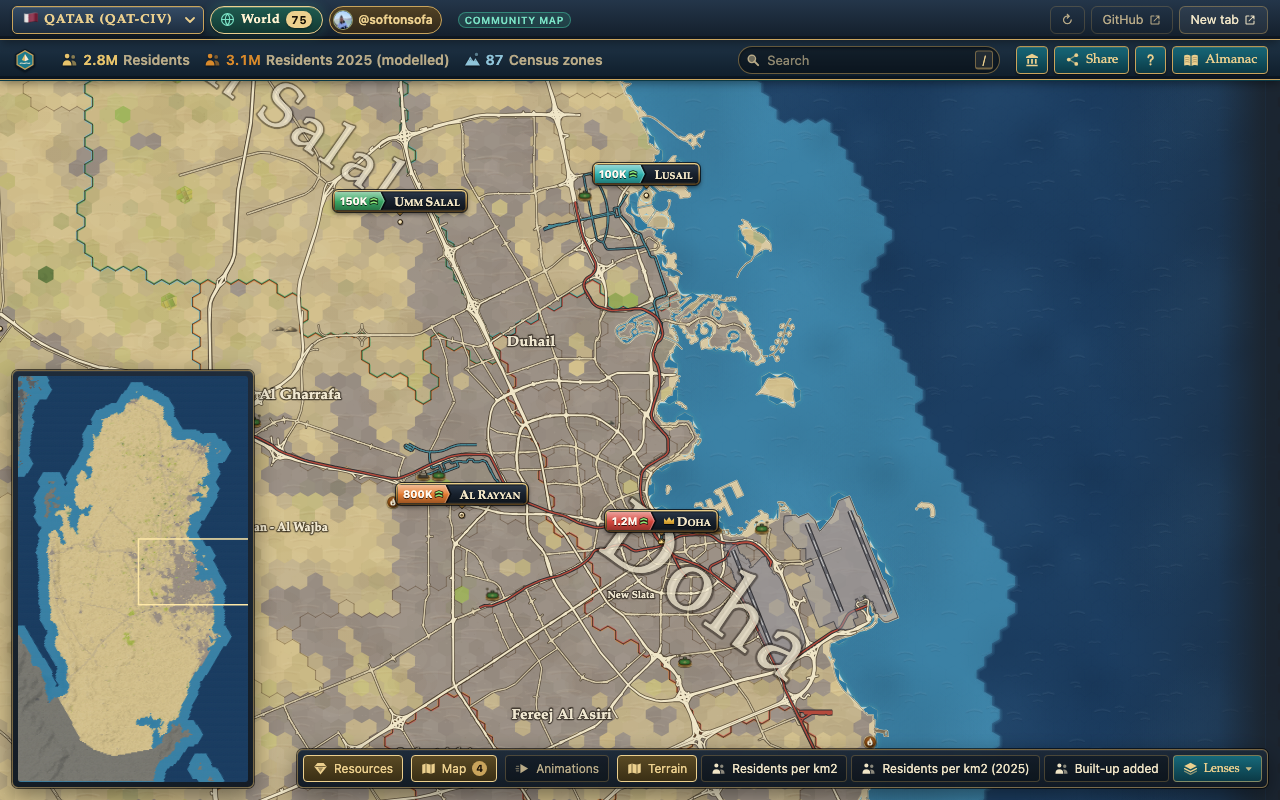 QATAR (QAT-CIV)
World 75
@softonsofa
COMMUNITY MAP
GitHub
New tab
2.8M Residents
3.1M Residents 2025 (modelled)
87 Census zones
Search /
Share
?
Almanac
Salal
100K LUSAIL
150K UMM SALAL
Duhail
Al Gharrafa
800K AL RAYYAN
1.2M DOHA
an - Al Wajba
New Slata
Doha
Fereej Al Asiri
Resources
Map 4
Animations
Terrain
Residents per km2
Residents per km2 (2025)
Built-up added
Lenses